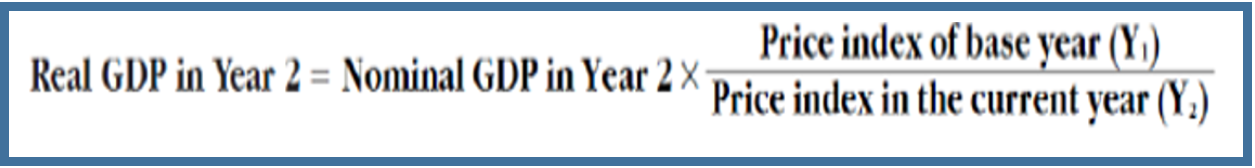 Real GDP in Year 2 = Nominal GDP in Year 2 × Price index of base year (Y₁)
Price index in the current year (Y₂)